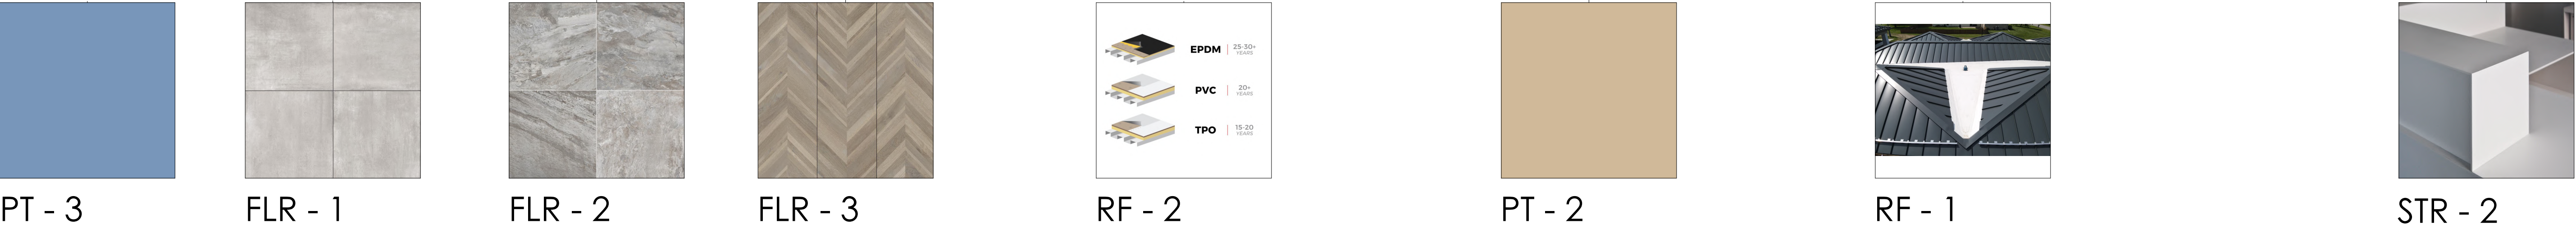 EPDM 25-30+ YEARS
PVC 20+ YEARS
TPO 15-20 YEARS
PT - 3 FLR - 1 FLR - 2 FLR - 3 RF - 2 PT - 2 RF - 1 STR - 2